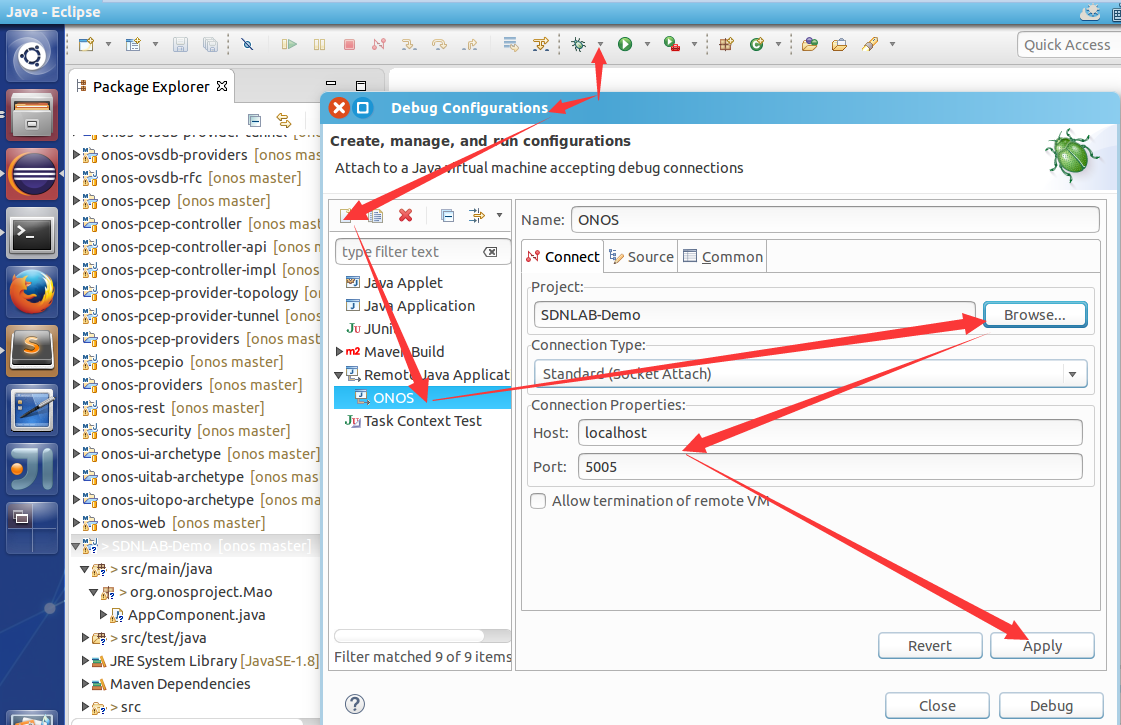 Java - Eclipse
Quick Access
Package Explorer
onos-ovsdb-provider-tunnel [onos
onos-ovsdb-providers [onos mas
onos-ovsdb-rfc [onos master]
onos-pcep [onos master]
onos-pcep-controller [onos mast
onos-pcep-controller-api [onos m
onos-pcep-controller-impl [onos
onos-pcep-provider-topology [o
onos-pcep-provider-tunnel [onos
onos-pcep-providers [onos mast
onos-pcepio [onos master]
onos-providers [onos master]
onos-rest [onos master]
onos-security [onos master]
onos-ui-archetype [onos master]
onos-uitab-archetype [onos mast
onos-uitopo-archetype [onos ma
onos-web [onos master]
> SDNLAB-Demo [onos master]
> src/main/java
> org.onosproject.Mao
AppComponent.java
> src/test/java
JRE System Library [JavaSE-1.8]
Maven Dependencies
> src
Debug Configurations
Create, manage, and run configurations
Attach to a Java virtual machine accepting debug connections
type filter text
Java Applet
Java Application
JUnit
Maven Build
Remote Java Applicat
ONOS
Task Context Test
Filter matched 9 of 9 items
Name: ONOS
Connect Source Common
Project:
SDNLAB-Demo Browse...
Connection Type:
Standard (Socket Attach)
Connection Properties:
Host: localhost
Port: 5005
Allow termination of remote VM
Revert Apply
Close Debug